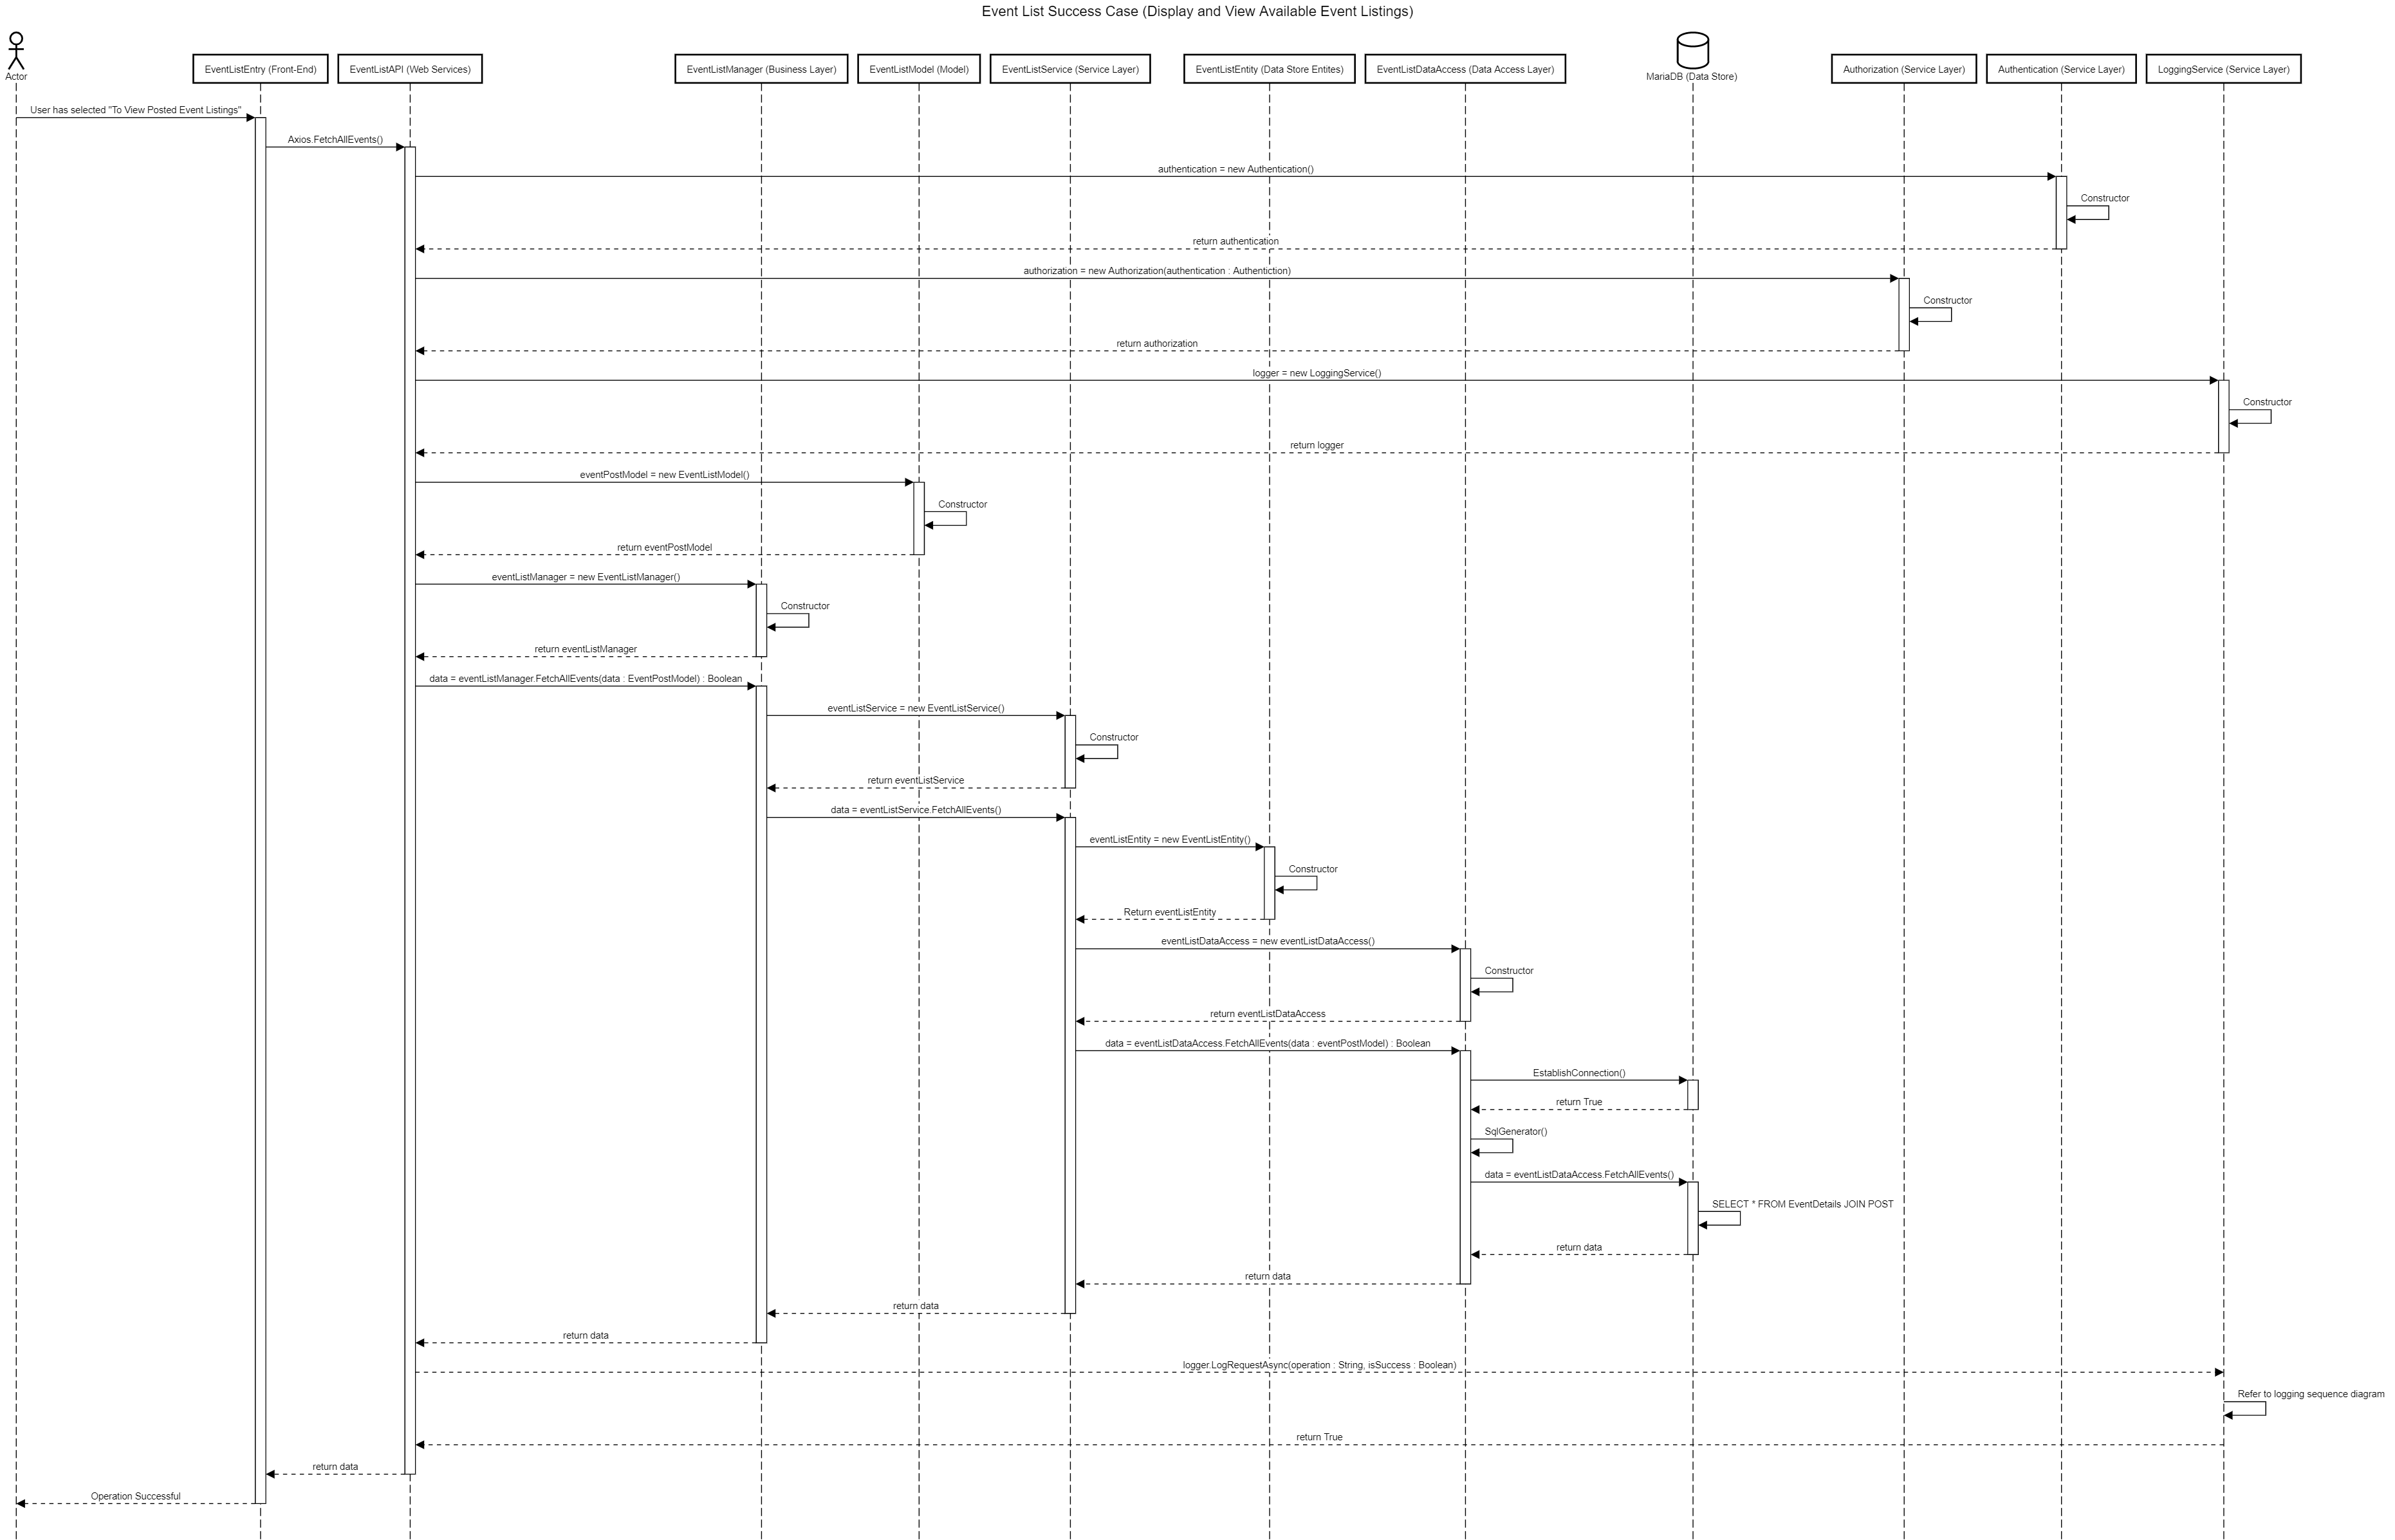 Event List Success Case (Display and View Available Event Listings)
Actor
EventListEntry (Front-End)
EventListAPI (Web Services)
EventListManager (Business Layer)
EventListModel (Model)
EventListService (Service Layer)
EventListEntity (Data Store Entites)
EventListDataAccess (Data Access Layer)
MariaDB (Data Store)
Authorization (Service Layer)
Authentication (Service Layer)
LoggingService (Service Layer)
User has selected "To View Posted Event Listings"
Axios.FetchAllEvents()
authentication = new Authentication()
Constructor
return authentication
authorization = new Authorization(authentication : Authentiction)
Constructor
return authorization
logger = new LoggingService()
Constructor
return logger
eventPostModel = new EventListModel()
Constructor
return eventPostModel
eventListManager = new EventListManager()
Constructor
return eventListManager
data = eventListManager.FetchAllEvents(data : EventPostModel) : Boolean
eventListService = new EventListService()
Constructor
return eventListService
data = eventListService.FetchAllEvents()
eventListEntity = new EventListEntity()
Constructor
Return eventListEntity
eventListDataAccess = new eventListDataAccess()
Constructor
return eventListDataAccess
data = eventListDataAccess.FetchAllEvents(data : eventPostModel) : Boolean
EstablishConnection()
return True
SqlGenerator()
data = eventListDataAccess.FetchAllEvents()
SELECT * FROM EventDetails JOIN POST
return data
return data
return data
return data
logger.LogRequestAsync(operation : String, isSuccess : Boolean)
Refer to logging sequence diagram
return True
return data
Operation Successful